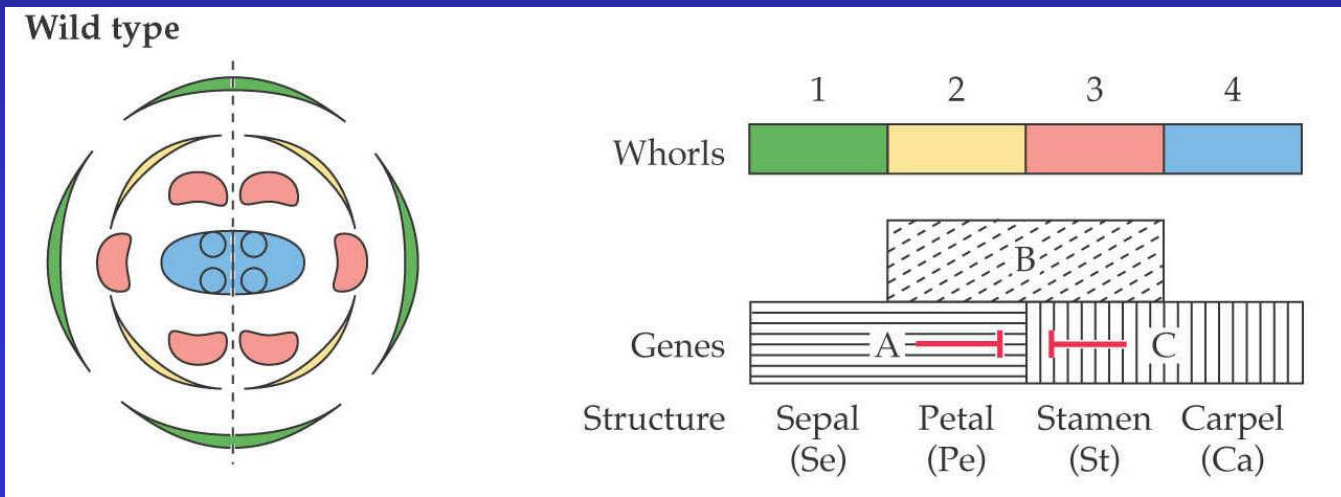 Wild type
1 2 3 4
Whorls
B
Genes A C
Structure Sepal Petal Stamen Carpel
(Se) (Pe) (St) (Ca)